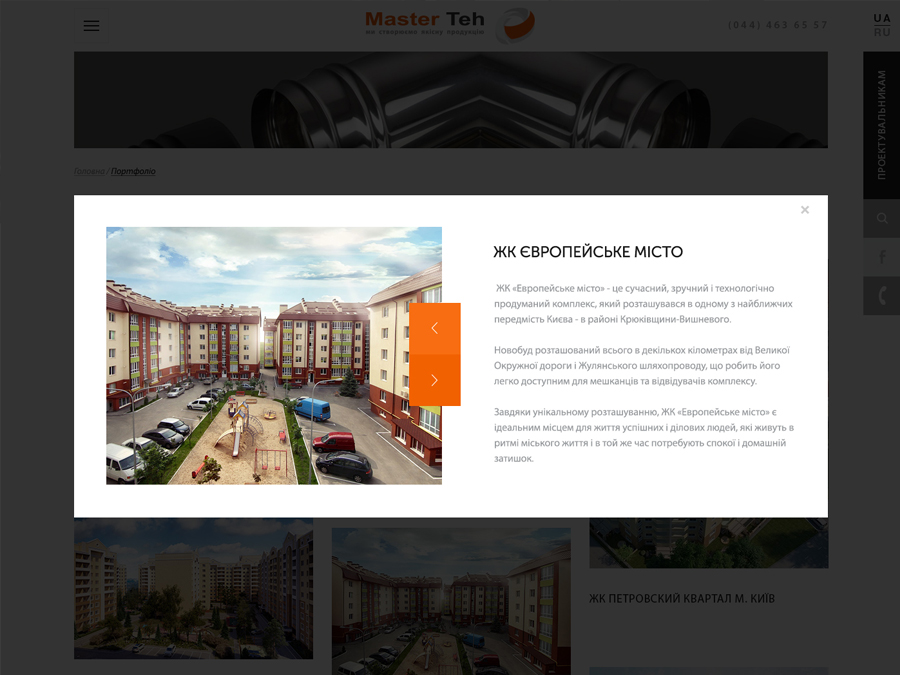 Master Teh
ми створюємо якісну продукцію
(044) 463 65 57
UA
RU
ПРОЕКТУВАЛЬНИКАМ
Головна / Портфоліо
ЖК ЄВРОПЕЙСЬКЕ МІСТО
ЖК «Європейське місто» - це сучасний, зручний і технологічно
продуманий комплекс, який розташувався в одному з найближчих
передмість Києва - в районі Крюківщини-Вишневого.
Новобуд розташований всього в декількох кілометрах від Великої
Окружної дороги і Жулянського шляхопроводу, що робить його
легко доступним для мешканців та відвідувачів комплексу.
Завдяки унікальному розташуванню, ЖК «Європейське місто» є
ідеальним місцем для життя успішних і ділових людей, які живуть в
ритмі міського життя і в той же час потребують спокої і домашній
затишок.
ЖК ПЕТРОВСКИЙ КВАРТАЛ М. КИЇВ